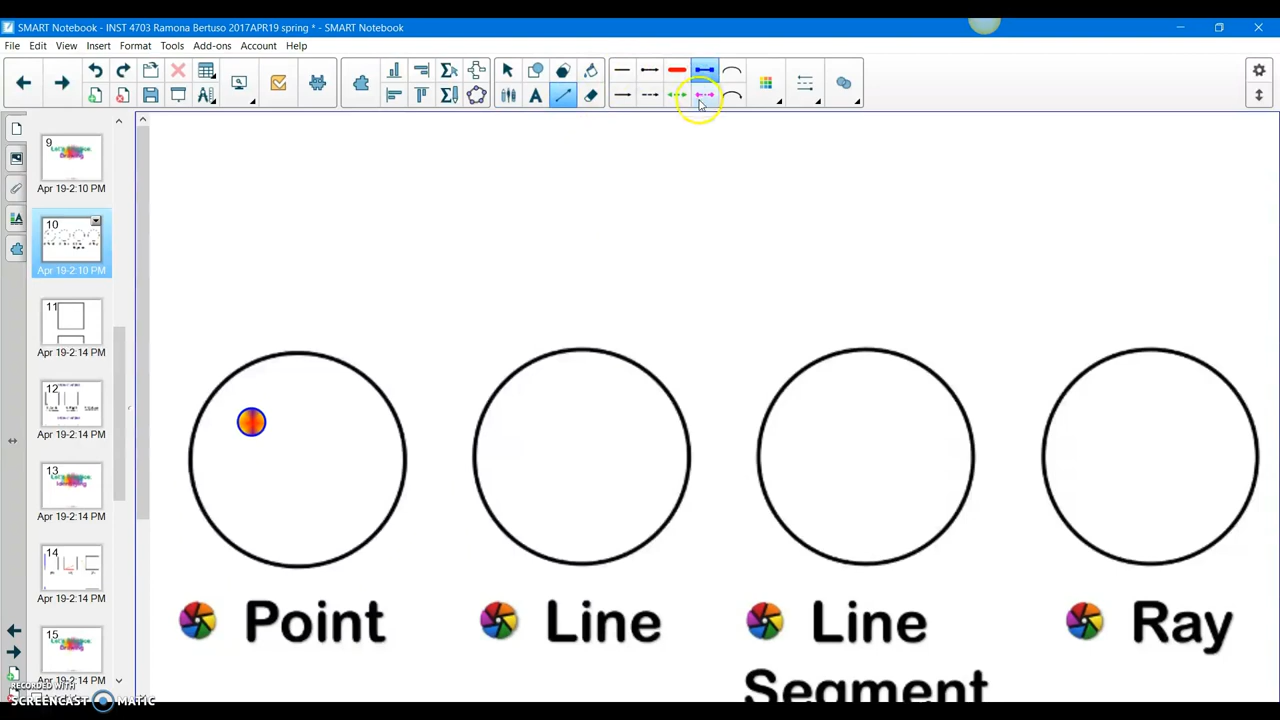 SMART Notebook - INST 4703 Ramona Bertuso 2017APR19 spring * - SMART Notebook
File Edit View Insert Format Tools Add-ons Account Help
9
Apr 19-2:10 PM
10
Apr 19-2:10 PM
11
Apr 19-2:14 PM
12
Apr 19-2:14 PM
13
Apr 19-2:14 PM
14
Apr 19-2:14 PM
15
Apr 19-2:14 PM
Point Line Line Ray
Segment
RECORDED WITH
SCREENCAST MATIC